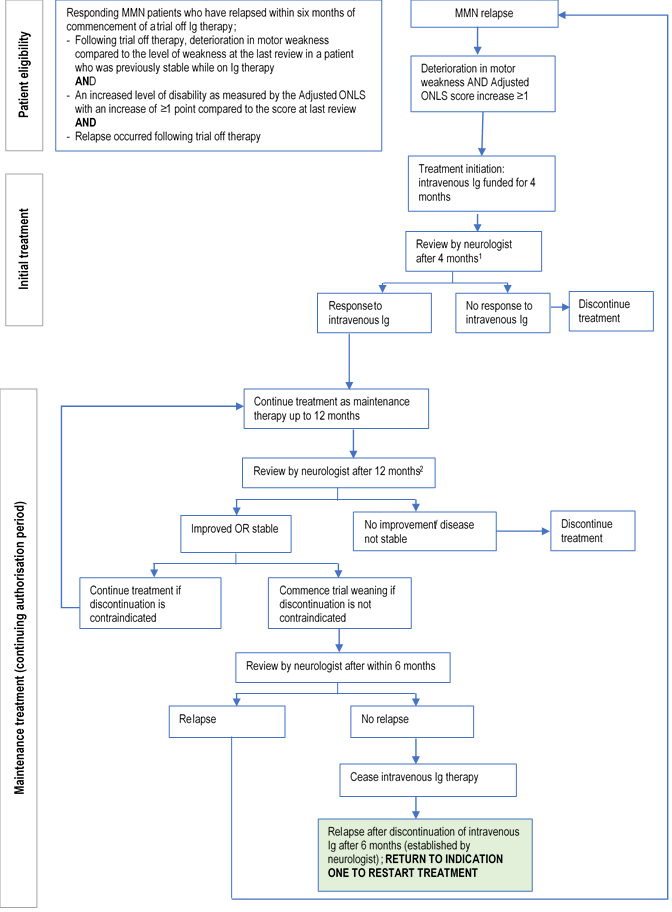 Patient eligibility
Responding MMN patients who have relapsed within six months of
commencement of a trial off Ig therapy;
- Following trial off therapy, deterioration in motor weakness
compared to the level of weakness at the last review in a patient
who was previously stable while on Ig therapy
AND
- An increased level of disability as measured by the Adjusted ONLS
with an increase of ≥1 point compared to the score at last review
AND
- Relapse occurred following trial off therapy
MMN relapse
Deterioration in motor
weakness AND Adjusted
ONLS score increase ≥1
Treatment initiation:
intravenous Ig funded for 4
months
Initial treatment
Review by neurologist
after 4 months¹
Response to
intravenous Ig
No response to
intravenous Ig
Discontinue
treatment
Maintenance treatment (continuing authorisation period)
Continue treatment as maintenance
therapy up to 12 months
Review by neurologist after 12 months²
Improved OR stable
No improvement/ disease
not stable
Discontinue
treatment
Continue treatment if
discontinuation is
contraindicated
Commence trial weaning if
discontinuation is not
contraindicated
Review by neurologist after within 6 months
Relapse
No relapse
Cease intravenous Ig therapy
Relapse after discontinuation of intravenous
Ig after 6 months (established by
neurologist); RETURN TO INDICATION
ONE TO RESTART TREATMENT